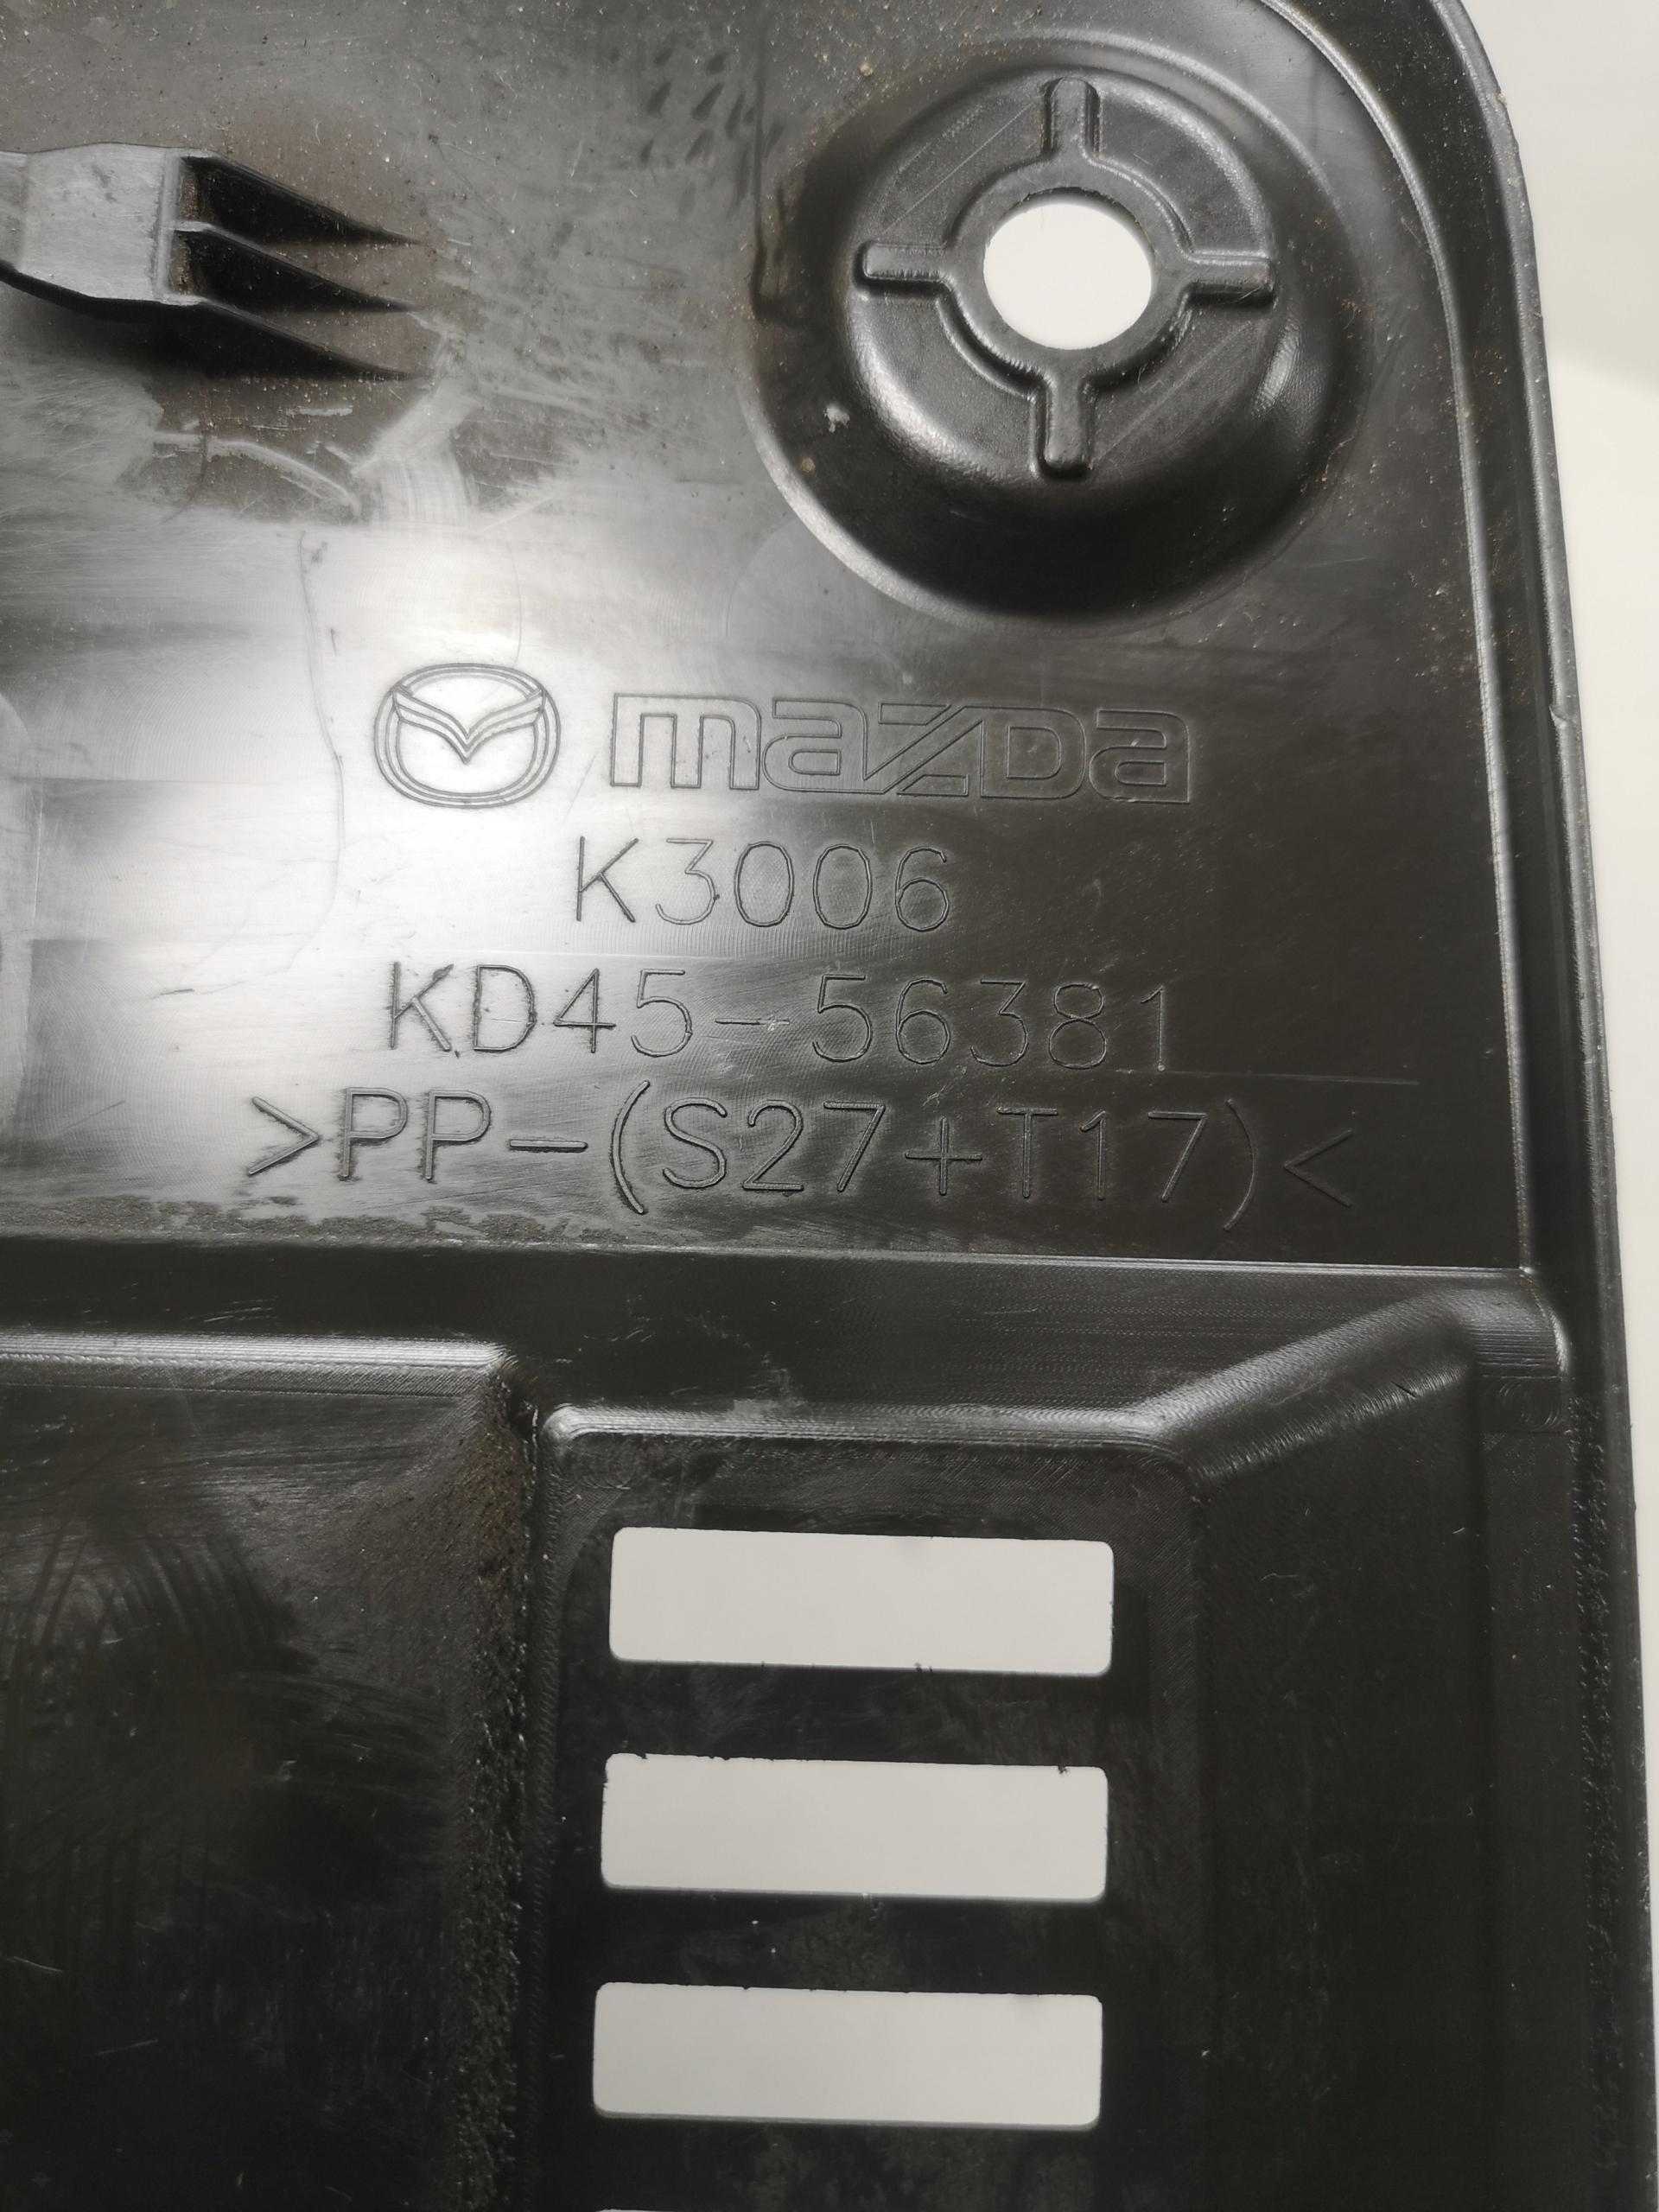 mazda
K3006
KD45-56381
>PP-(S27+T17)<